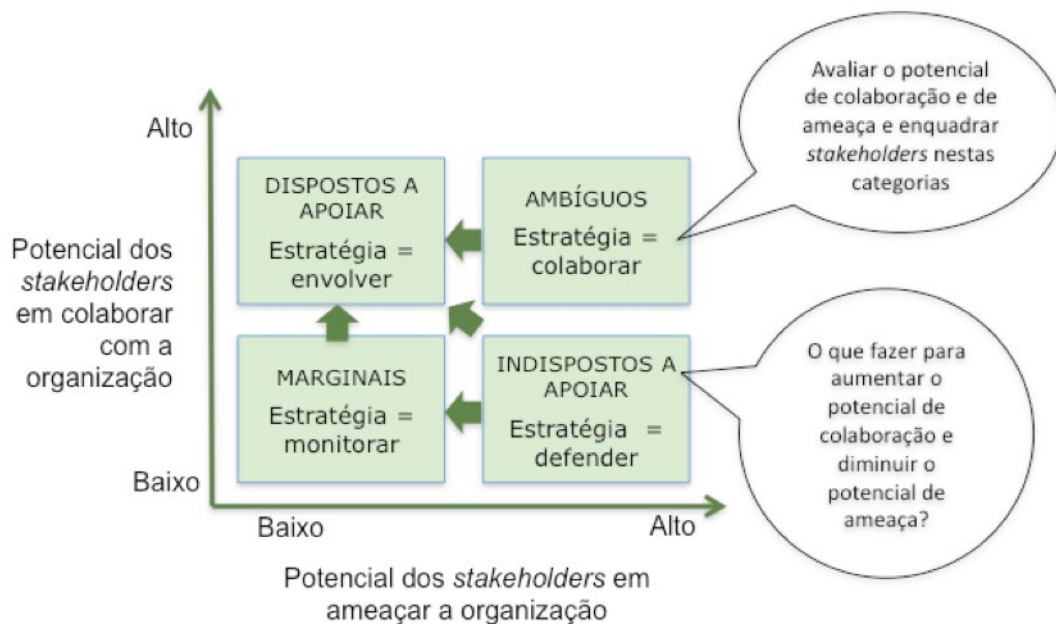 Alto
Potencial dos
stakeholders
em colaborar
com a
organização
Baixo
DISPOSTOS A
APOIAR
Estratégia =
envolver
AMBÍGUOS
Estratégia =
colaborar
MARGINAIS
Estratégia =
monitorar
INDISPOSTOS A
APOIAR
Estratégia =
defender
Avaliar o potencial
de colaboração e de
ameaça e enquadrar
stakeholders nestas
categorias
O que fazer para
aumentar o
potencial de
colaboração e
diminuir o
potencial de
ameaça?
Baixo
Alto
Potencial dos stakeholders em
ameaçar a organização